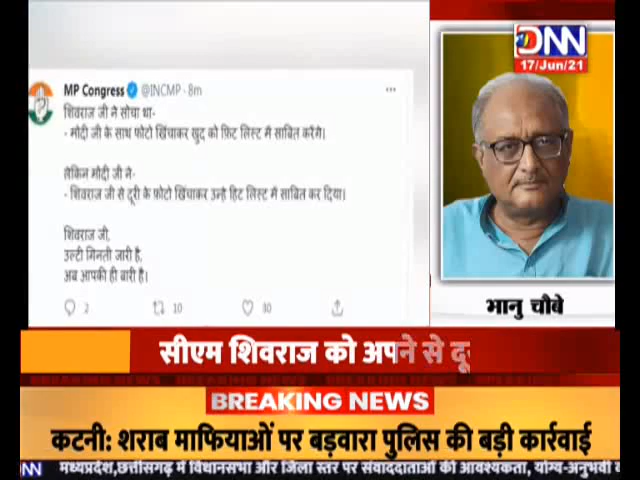 DNN
17/Jun/21
MP Congress @INCMP · 8m
शिवराज जी ने सोचा था-
- मोदी जी के साथ फोटो खिंचाकर खुद को फ़िट लिस्ट में साबित करेंगे।
लेकिन मोदी जी ने-
- शिवराज जी से दूरी के फोटो खिंचाकर उन्हे हिट लिस्ट में साबित कर दिया।
शिवराज जी,
उल्टी गिनती जारी है,
अब आपकी ही बारी है।
2 10 30
भानु चौबे
सीएम शिवराज को अपने से दू
BREAKING NEWS
कटनी: शराब माफियाओं पर बड़वारा पुलिस की बड़ी कार्रवाई
DNN मध्यप्रदेश,छत्तीसगढ़ में विधानसभा और जिला स्तर पर संवाददाताओं की आवश्यकता, योग्य-अनुभवी व